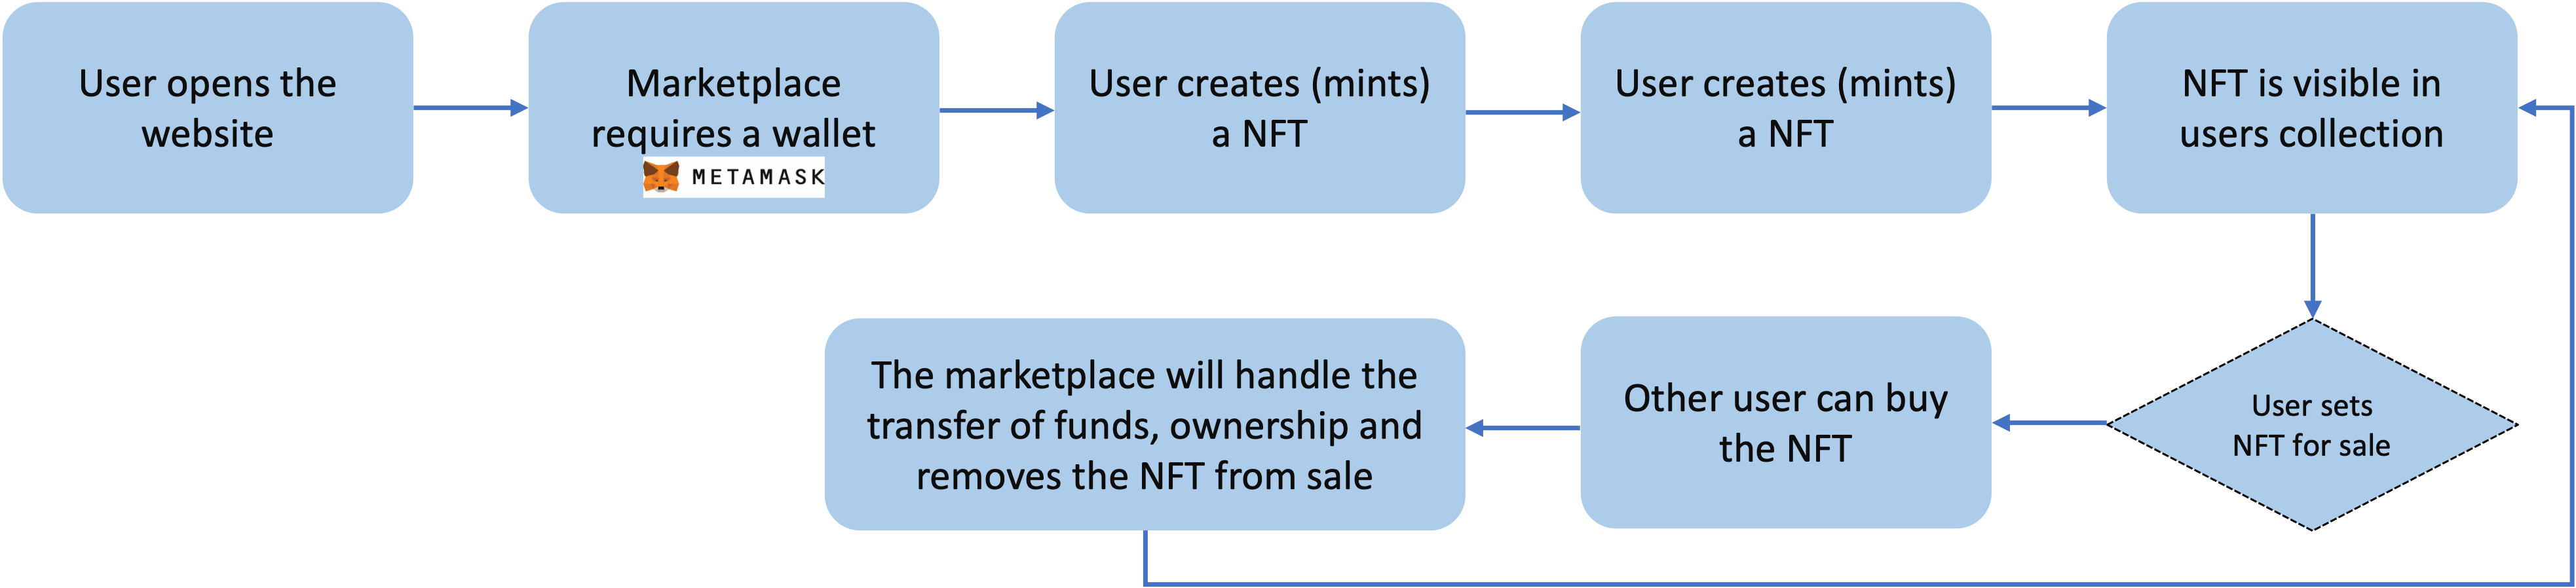 User opens the
website
Marketplace
requires a wallet
METAMASK
User creates (mints)
a NFT
User creates (mints)
a NFT
NFT is visible in
users collection
User sets
NFT for sale
Other user can buy
the NFT
The marketplace will handle the
transfer of funds, ownership and
removes the NFT from sale